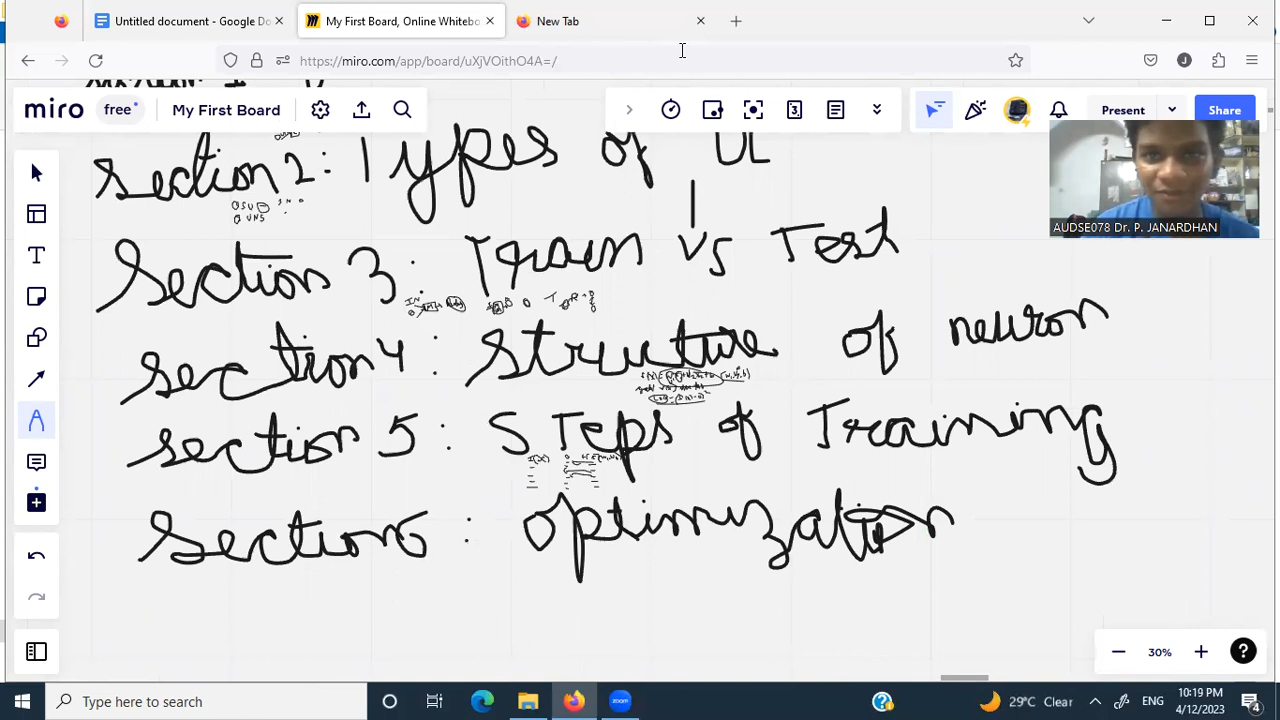 Untitled document - Google Do
My First Board, Online Whitebo
New Tab
https://miro.com/app/board/uXjVOithO4A=/
miro free My First Board
Present Share
Section 2: Types of
AUDSE078 Dr. P. JANARDHAN
Section 3: Train Vs Test
section 4: Structure of neuron
section 5: STeps of Training
section 6: optimization
30%
Type here to search
29°C Clear
ENG
10:19 PM
4/12/2023
4